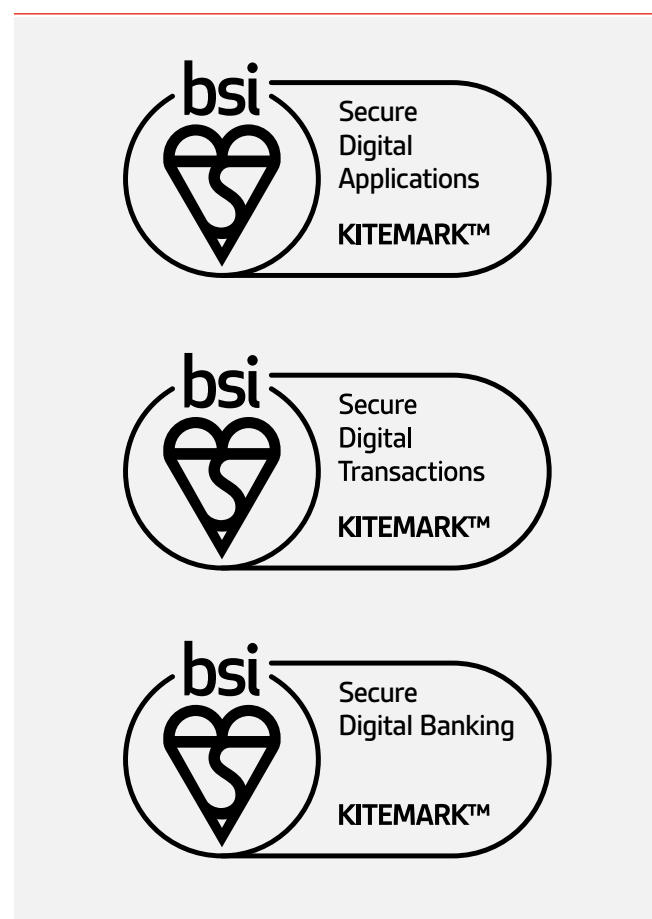 bsi
Secure
Digital
Applications
KITEMARK™
bsi
Secure
Digital
Transactions
KITEMARK™
bsi
Secure
Digital Banking
KITEMARK™